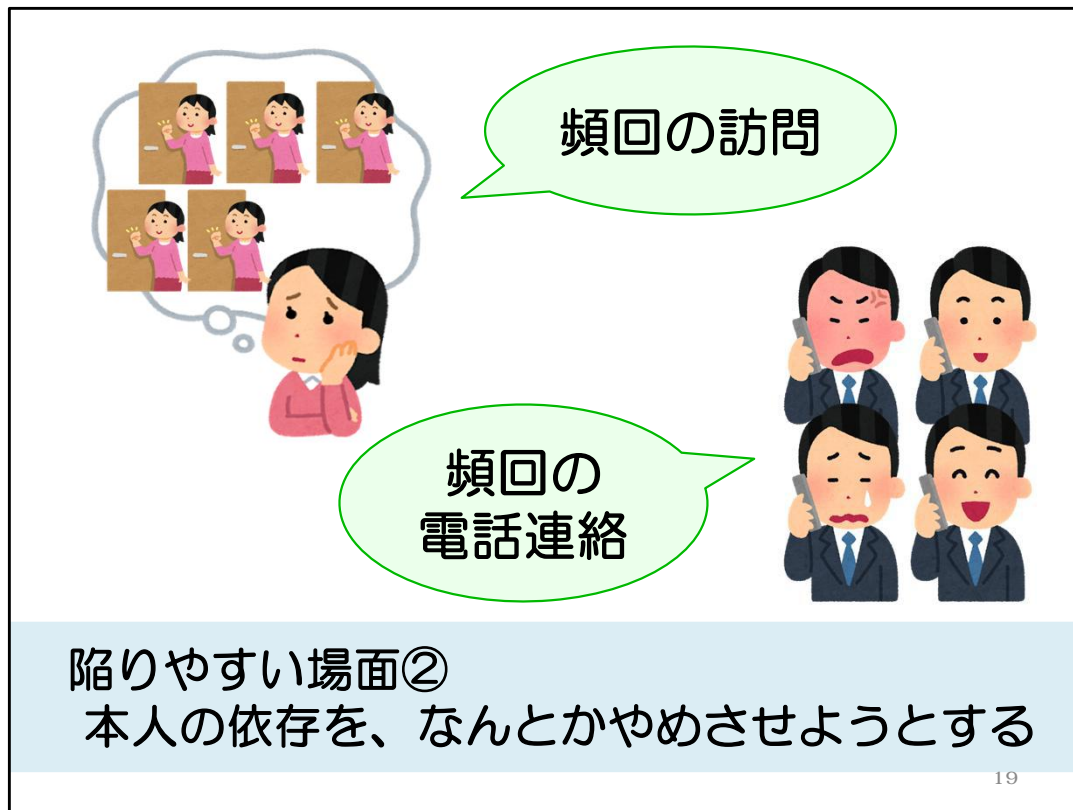 頻回の訪問
頻回の
電話連絡
陥りやすい場面②
本人の依存を、なんとかやめさせようとする
19